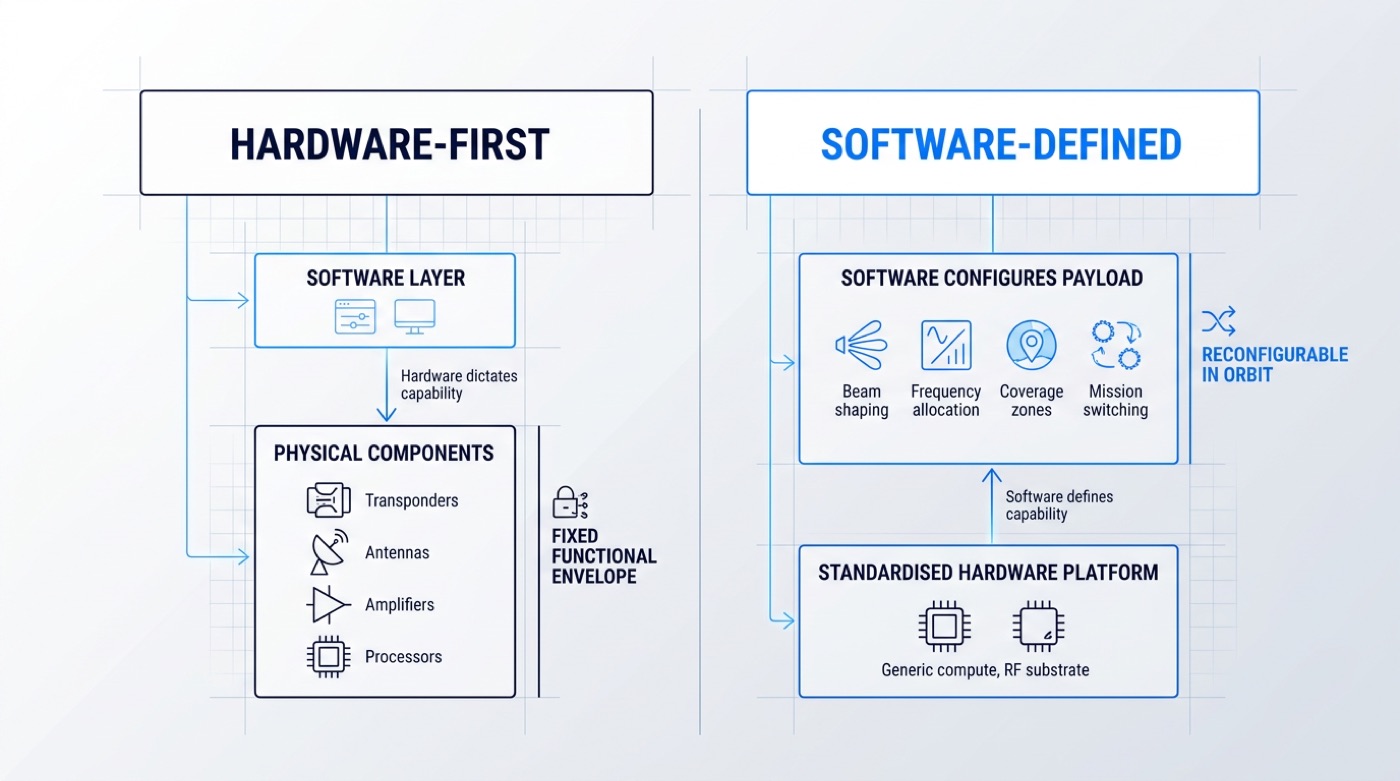 HARDWARE-FIRST
SOFTWARE LAYER
Hardware dictates
capability
PHYSICAL COMPONENTS
Transponders
Antennas
Amplifiers
Processors
FIXED
FUNCTIONAL
ENVELOPE
SOFTWARE-DEFINED
SOFTWARE CONFIGURES PAYLOAD
Beam
shaping
Frequency
allocation
Coverage
zones
Mission
switching
RECONFIGURABLE
IN ORBIT
Software defines
capability
STANDARDISED HARDWARE PLATFORM
Generic compute, RF substrate